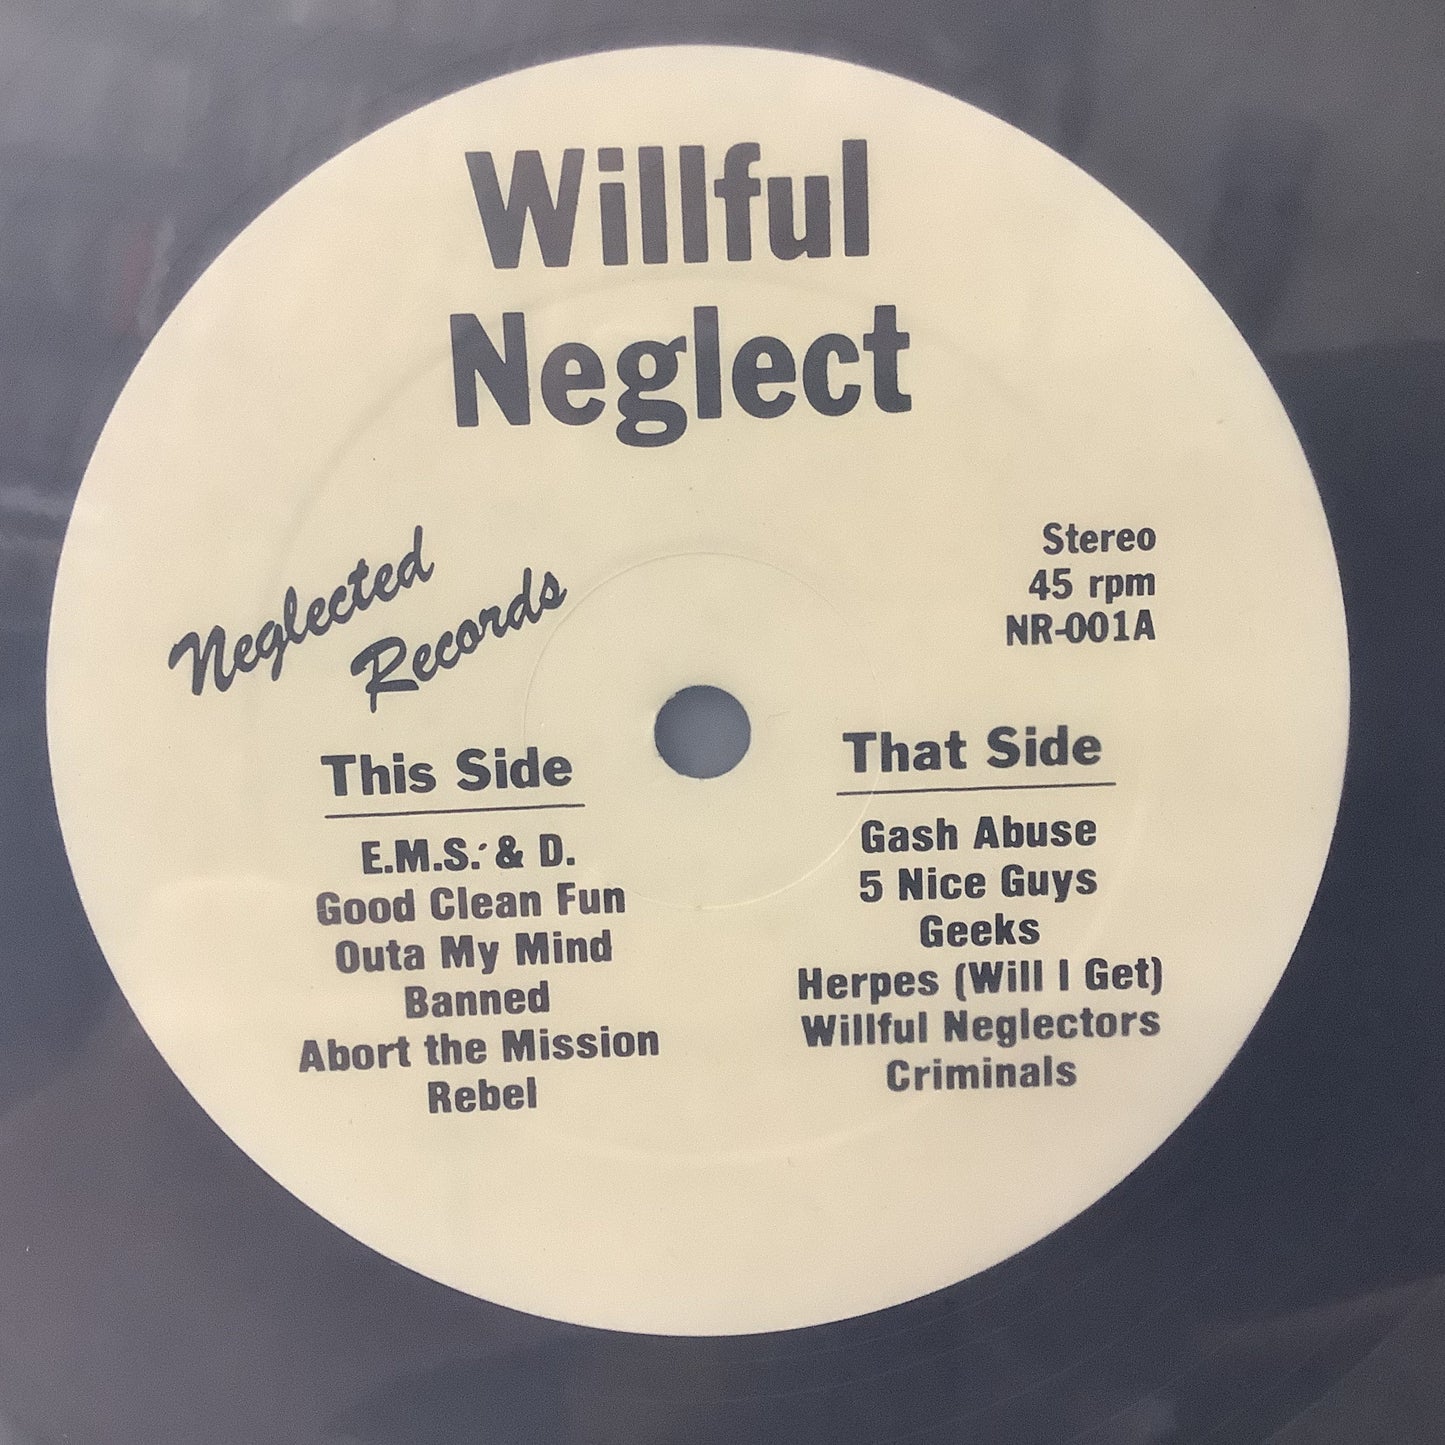 Willful
Neglect
Neglected
Records
Stereo
45 rpm
NR-001A
This Side
E.M.S. & D.
Good Clean Fun
Outa My Mind
Banned
Abort the Mission
Rebel
That Side
Gash Abuse
5 Nice Guys
Geeks
Herpes (Will I Get)
Willful Neglectors
Criminals